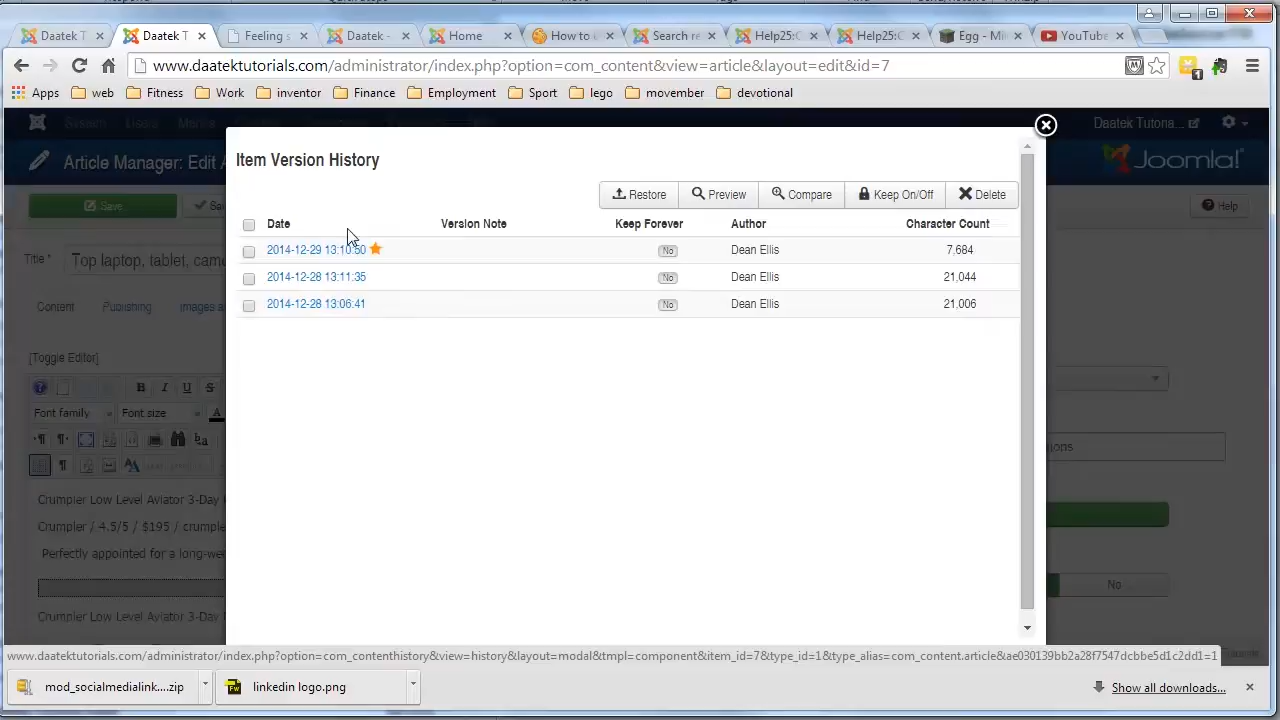 Daatek T
Daatek T
Feeling s
Daatek -
Home
How to
Search re
Help25:C
Help25:C
Egg - Mi
YouTube
www.daatektutorials.com/administrator/index.php?option=com_content&view=article&layout=edit&id=7
Apps web Fitness Work inventor Finance Employment Sport lego movember devotional
System Users Menus
Daatek Tutoria...
Article Manager: Edit A
Joomla!
Item Version History
Save
Sav
Restore Preview Compare Keep On/Off Delete
Help
Date Version Note Keep Forever Author Character Count
2014-12-29 13:10:50 No Dean Ellis 7,684
2014-12-28 13:11:35 No Dean Ellis 21,044
2014-12-28 13:06:41 No Dean Ellis 21,006
Title * Top laptop, tablet, cam
Content Publishing Images a
[Toggle Editor]
B I U S
Font family Font size A
ions
Crumpler Low Level Aviator 3-Day
Crumpler / 4.5/5 / $195 / crumple
Perfectly appointed for a long-we
No
Crumpler Low Level Aviator 3-Day
www.daatektutorials.com/administrator/index.php?option=com_contenthistory&view=history&layout=modal&tmpl=component&item_id=7&type_id=1&type_alias=com_content.article&ae030139bb2a28f7547dcbbe5d1c2dd1=1
mod_socialmedialink....zip
linkedin logo.png
Show all downloads...